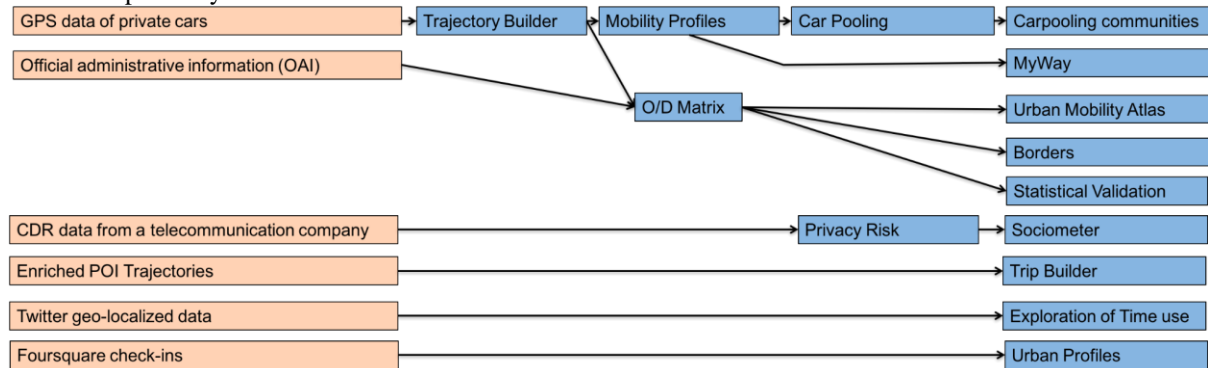 GPS data of private cars
Trajectory Builder
Mobility Profiles
Car Pooling
Carpooling communities
Official administrative information (OAI)
MyWay
O/D Matrix
Urban Mobility Atlas
Borders
Statistical Validation
CDR data from a telecommunication company
Privacy Risk
Sociometer
Enriched POI Trajectories
Trip Builder
Twitter geo-localized data
Exploration of Time use
Foursquare check-ins
Urban Profiles